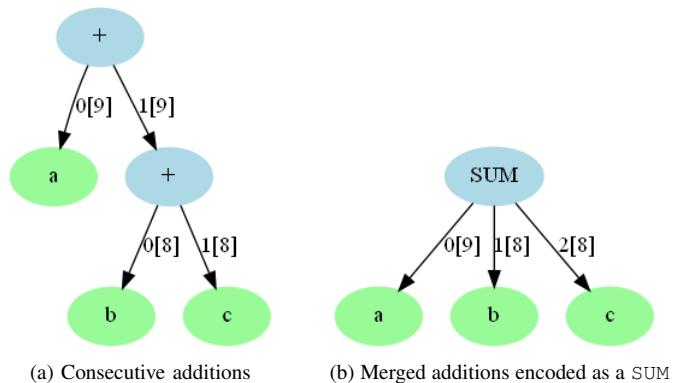 +
0[9] 1[9]
a + SUM
0[8] 1[8] 0[9] 1[8] 2[8]
b c a b c
(a) Consecutive additions (b) Merged additions encoded as a SUM